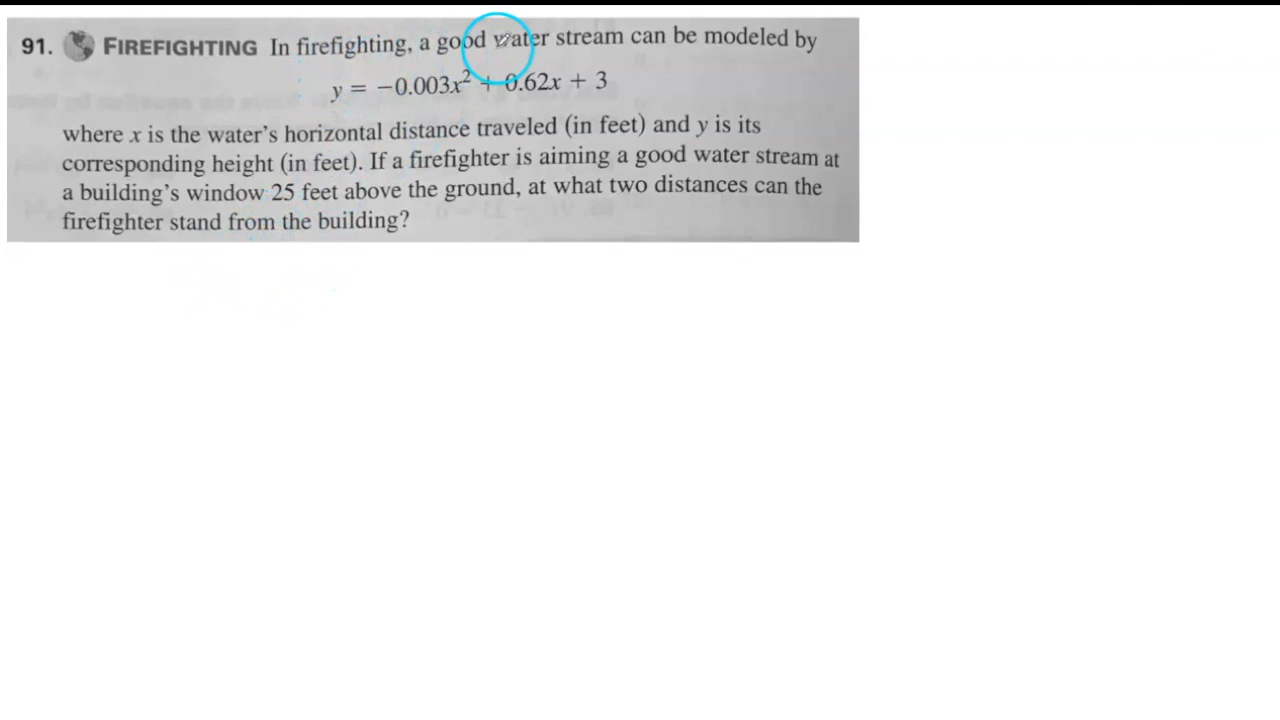 91. FIREFIGHTING In firefighting, a good water stream can be modeled by
y = −0.003x² + 0.62x + 3
where x is the water's horizontal distance traveled (in feet) and y is its
corresponding height (in feet). If a firefighter is aiming a good water stream at
a building's window 25 feet above the ground, at what two distances can the
firefighter stand from the building?